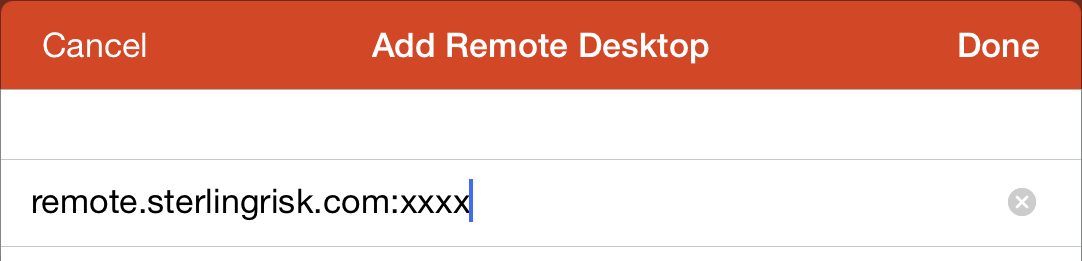 Cancel Add Remote Desktop Done
remote.sterlingrisk.com:xxxx